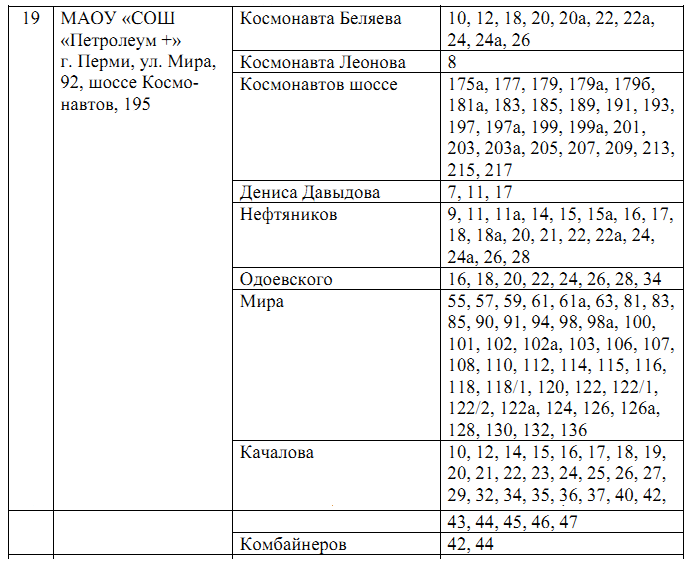 19
МАОУ «СОШ
«Петролеум +»
г. Перми, ул. Мира,
92, шоссе Космо-
навтов, 195
Космонавта Беляева
10, 12, 18, 20, 20а, 22, 22а,
24, 24а, 26
Космонавта Леонова
8
Космонавтов шоссе
175а, 177, 179, 179а, 179б,
181а, 183, 185, 189, 191, 193,
197, 197а, 199, 199а, 201,
203, 203а, 205, 207, 209, 213,
215, 217
Дениса Давыдова
7, 11, 17
Нефтяников
9, 11, 11а, 14, 15, 15а, 16, 17,
18, 18а, 20, 21, 22, 22а, 24,
24а, 26, 28
Одоевского
16, 18, 20, 22, 24, 26, 28, 34
Мира
55, 57, 59, 61, 61а, 63, 81, 83,
85, 90, 91, 94, 98, 98а, 100,
101, 102, 102а, 103, 106, 107,
108, 110, 112, 114, 115, 116,
118, 118/1, 120, 122, 122/1,
122/2, 122а, 124, 126, 126а,
128, 130, 132, 136
Качалова
10, 12, 14, 15, 16, 17, 18, 19,
20, 21, 22, 23, 24, 25, 26, 27,
29, 32, 34, 35, 36, 37, 40, 42,
43, 44, 45, 46, 47
Комбайнеров
42, 44